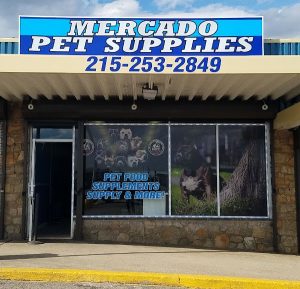 MERCADO
PET SUPPLIES
215-253-2849
PET FOOD
SUPPLEMENTS
SUPPLY & MORE!